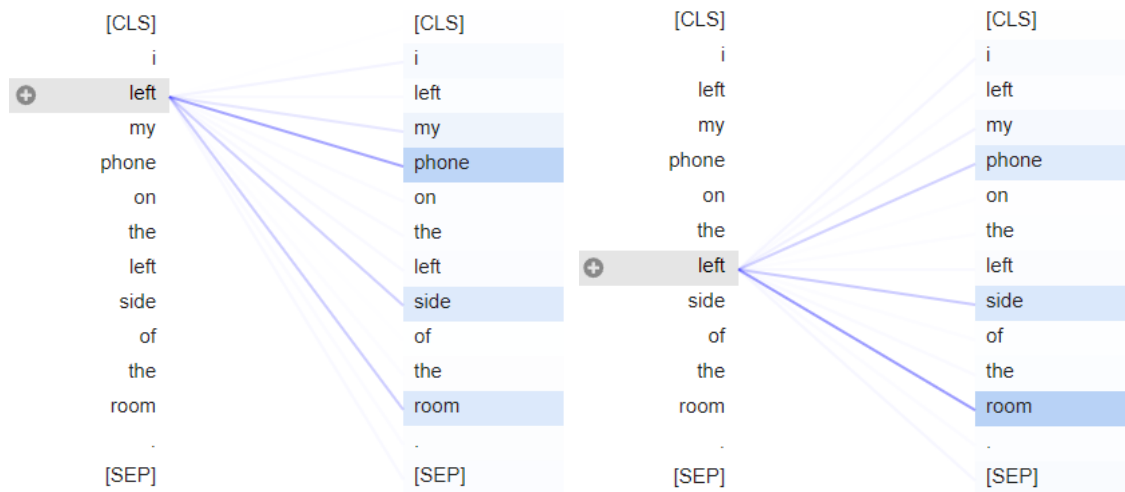 [CLS] [CLS] [CLS] [CLS]
i i i i
left left left left
my my my my
phone phone phone phone
on on on on
the the the the
left left left left
side side side side
of of of of
the the the the
room room room room
. . . .
[SEP] [SEP] [SEP] [SEP]